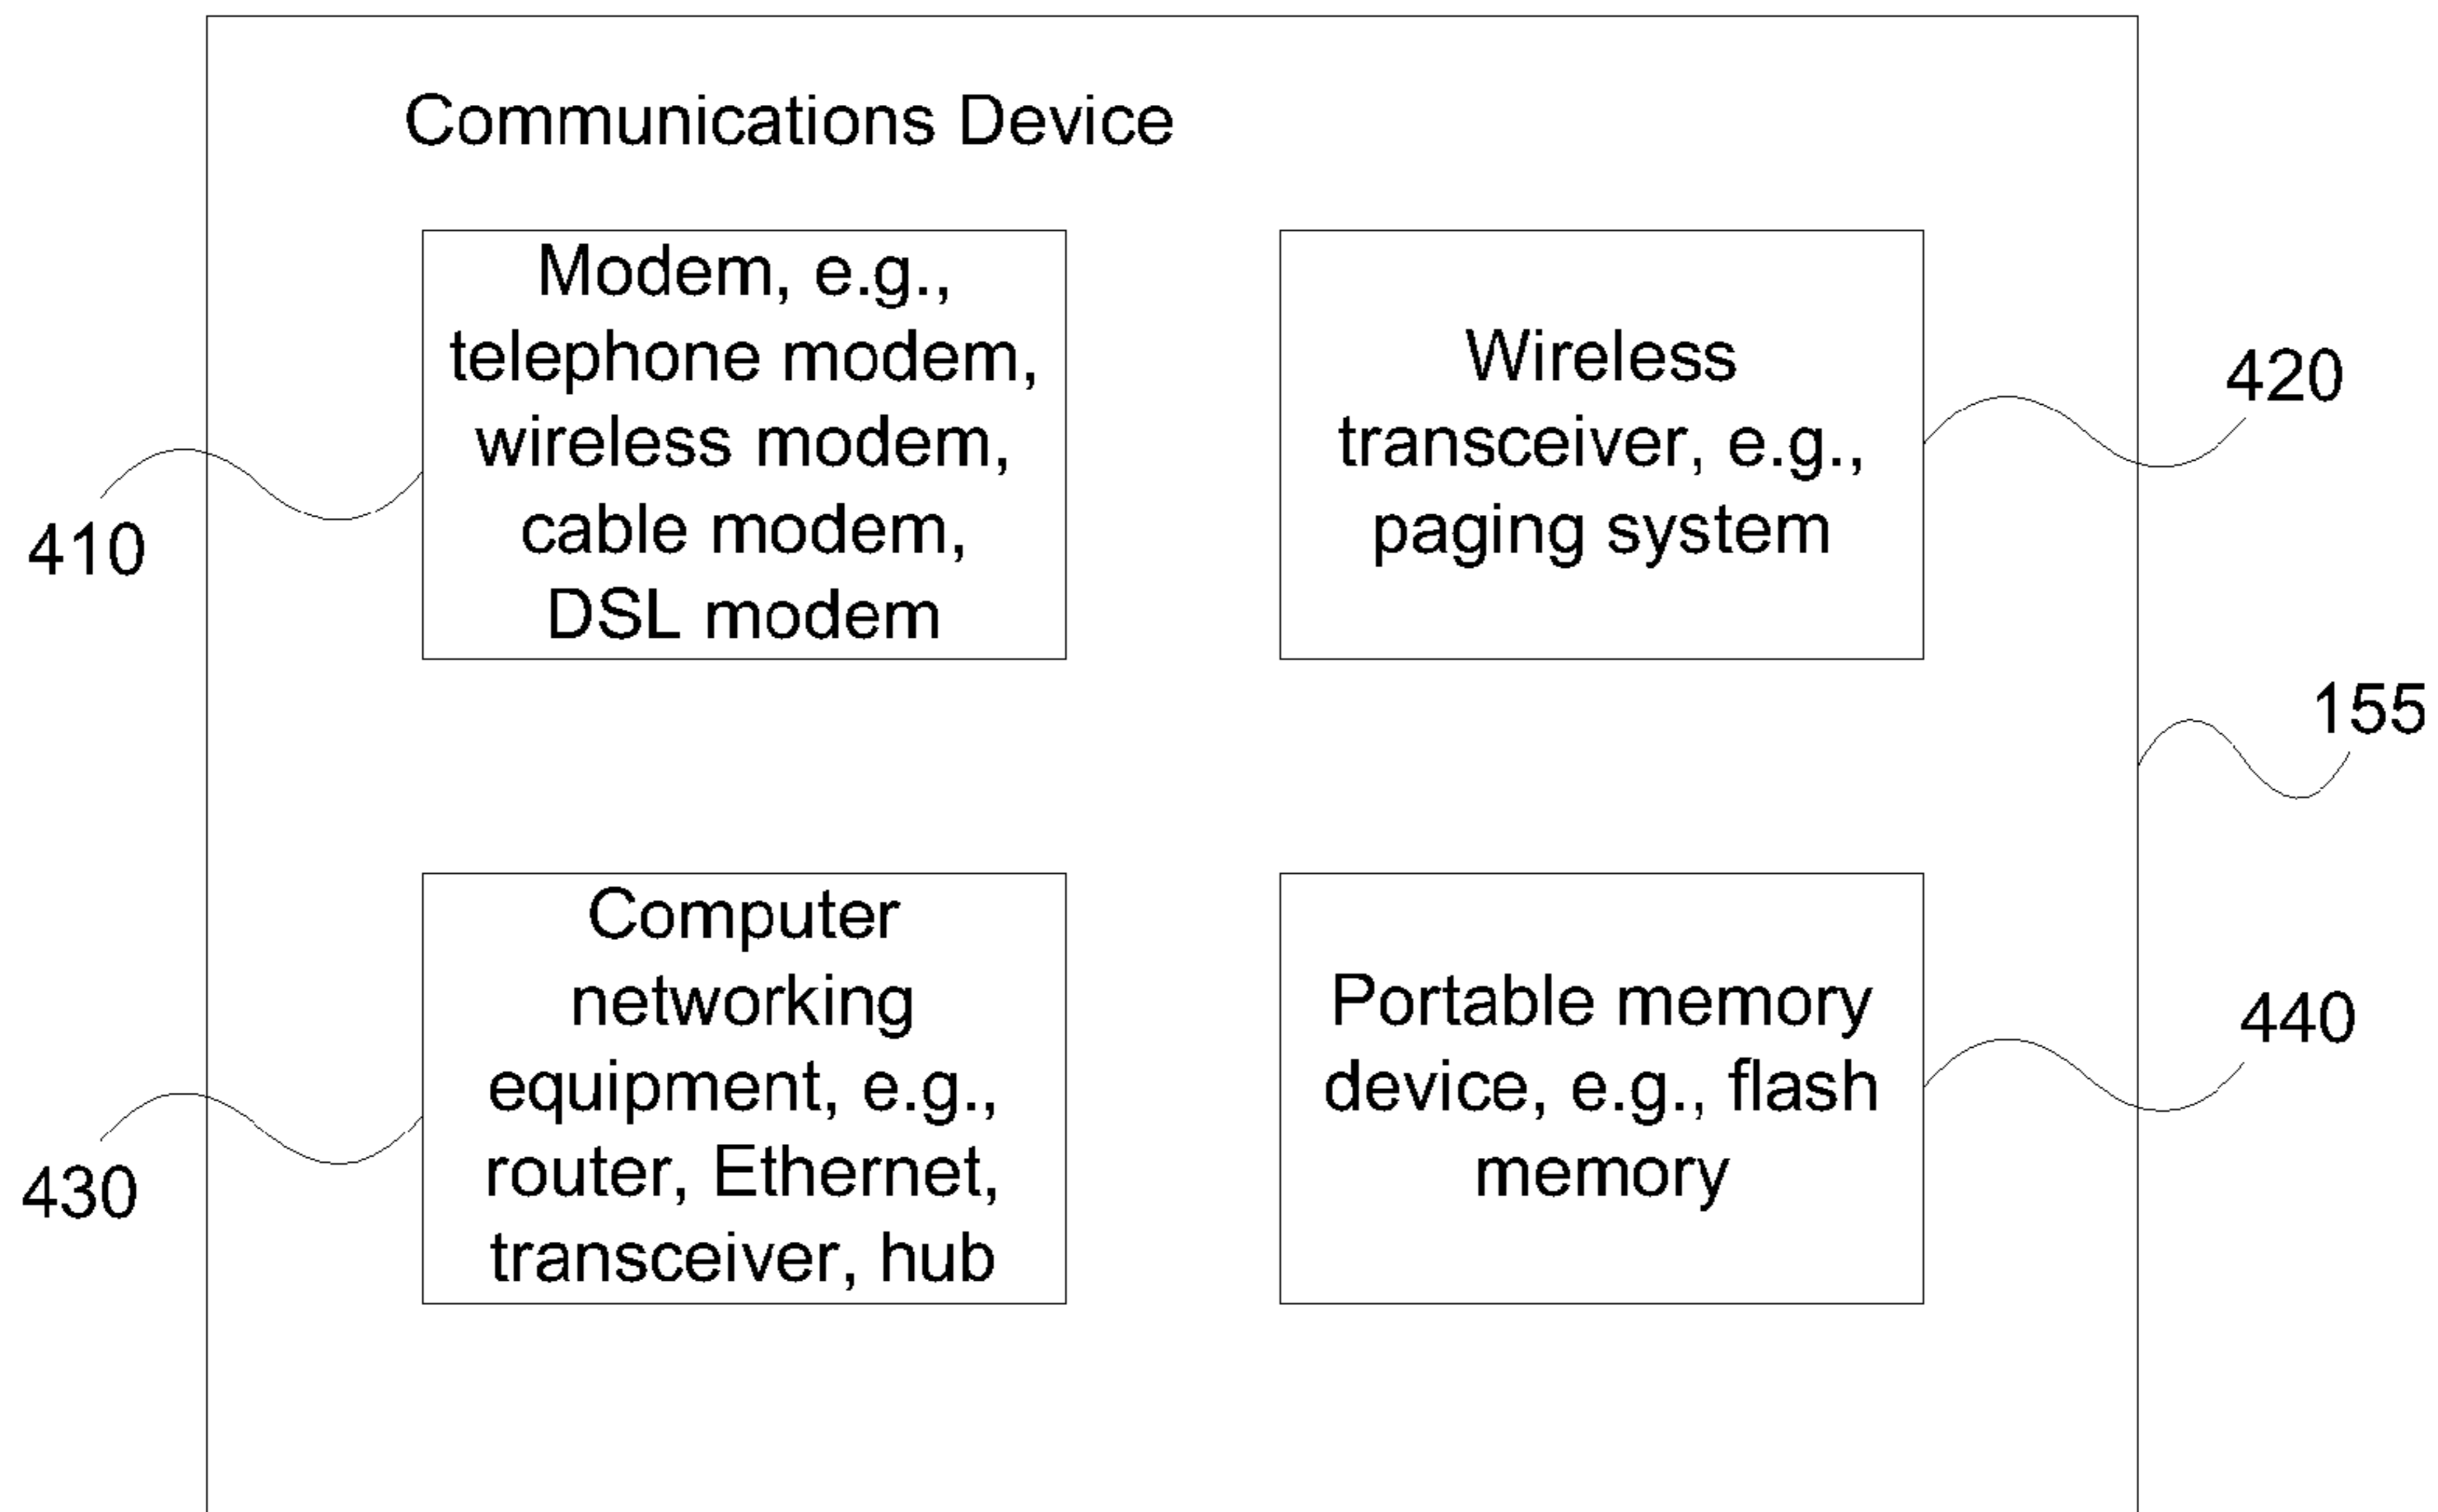 Communications Device
Modem, e.g.,
telephone modem,
wireless modem,
cable modem,
DSL modem
410
Wireless
transceiver, e.g.,
paging system
420
155
Computer
networking
equipment, e.g.,
router, Ethernet,
transceiver, hub
430
Portable memory
device, e.g., flash
memory
440